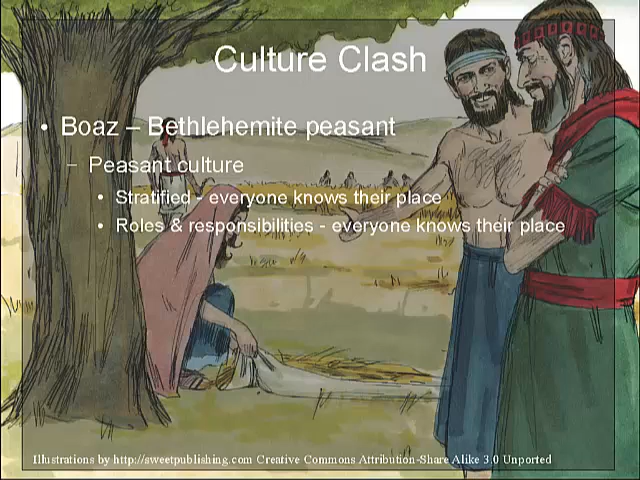 Culture Clash
• Boaz – Bethlehemite peasant
– Peasant culture
• Stratified - everyone knows their place
• Roles & responsibilities - everyone knows their place
Illustrations by http://sweetpublishing.com Creative Commons Attribution-Share Alike 3.0 Unported